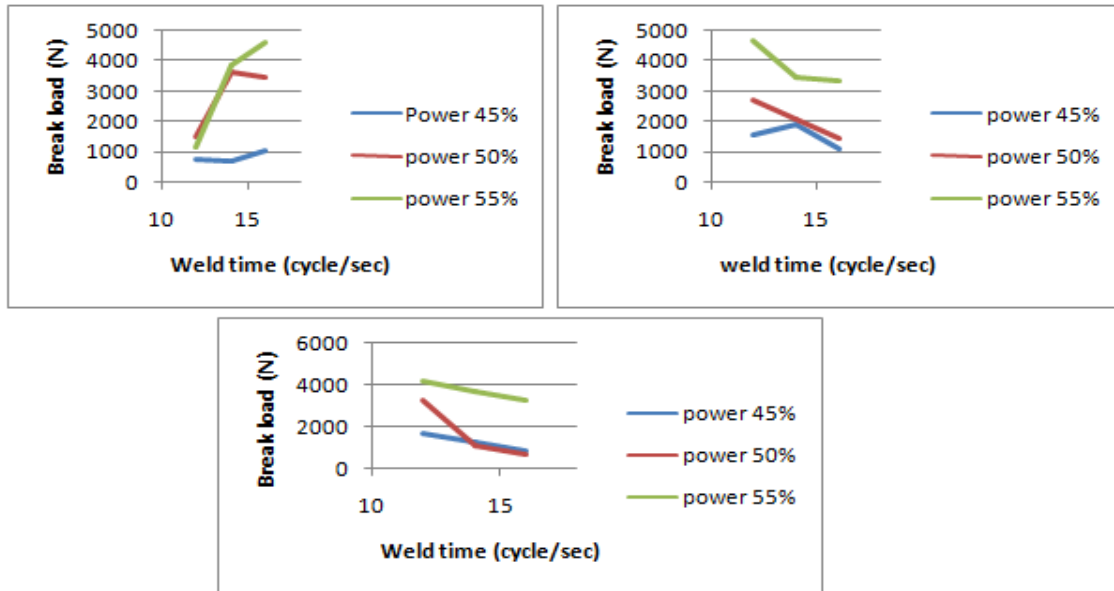 Break load (N)
5000
4000
3000
2000
1000
0
10
15
Weld time (cycle/sec)
Power 45%
power 50%
power 55%
Break load (N)
5000
4000
3000
2000
1000
0
10
15
weld time (cycle/sec)
power 45%
power 50%
power 55%
Break load (N)
6000
4000
2000
0
10
15
Weld time (cycle/sec)
power 45%
power 50%
power 55%